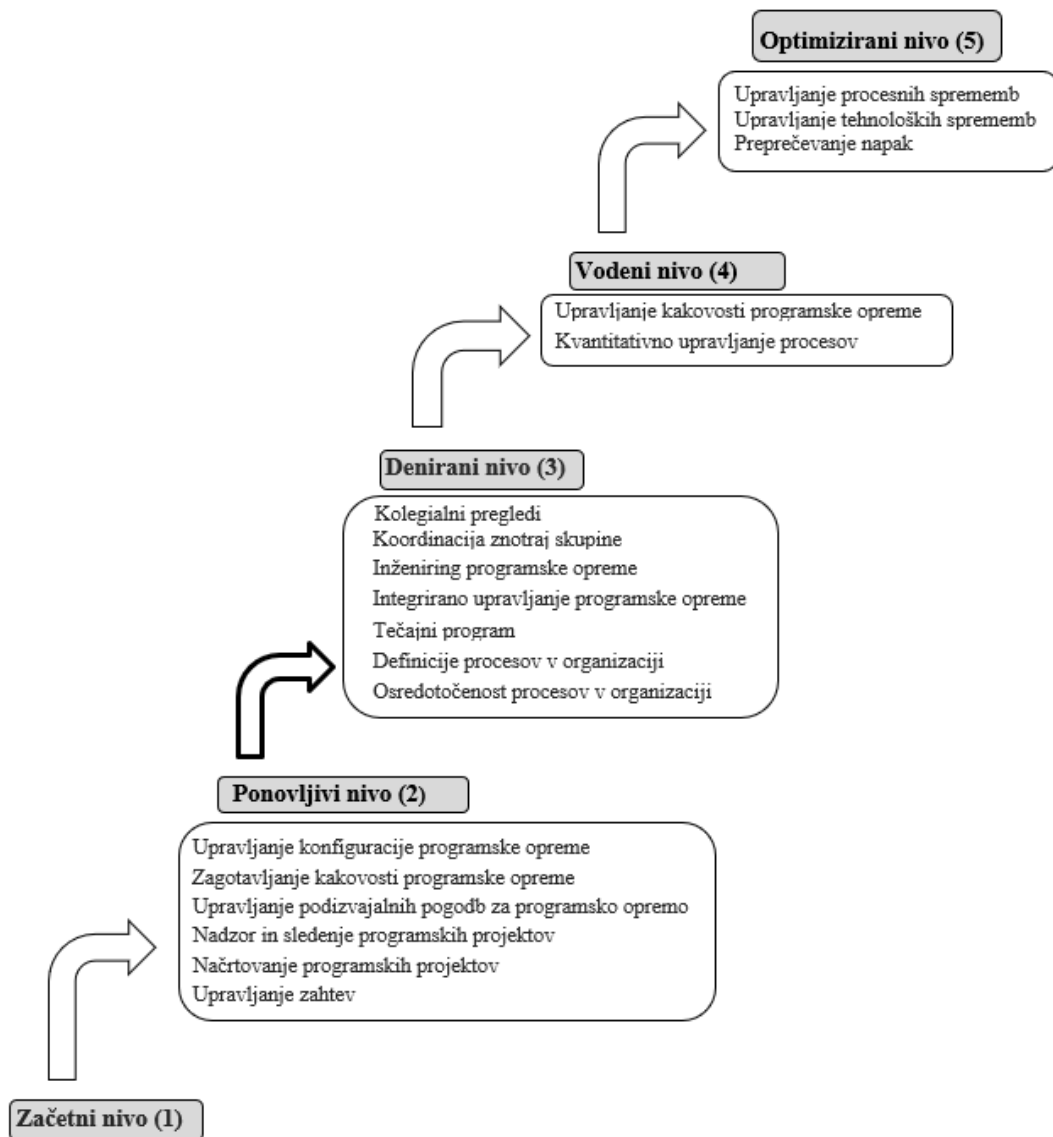 Optimizirani nivo (5)
Upravljanje procesnih sprememb
Upravljanje tehnoloških sprememb
Preprečevanje napak
Vodeni nivo (4)
Upravljanje kakovosti programske opreme
Kvantitativno upravljanje procesov
Denirani nivo (3)
Kolegialni pregledi
Koordinacija znotraj skupine
Inženiring programske opreme
Integrirano upravljanje programske opreme
Tečajni program
Definicije procesov v organizaciji
Osredotočenost procesov v organizaciji
Ponovljivi nivo (2)
Upravljanje konfiguracije programske opreme
Zagotavljanje kakovosti programske opreme
Upravljanje podizvajalnih pogodb za programsko opremo
Nadzor in sledenje programskih projektov
Načrtovanje programskih projektov
Upravljanje zahtev
Začetni nivo (1)